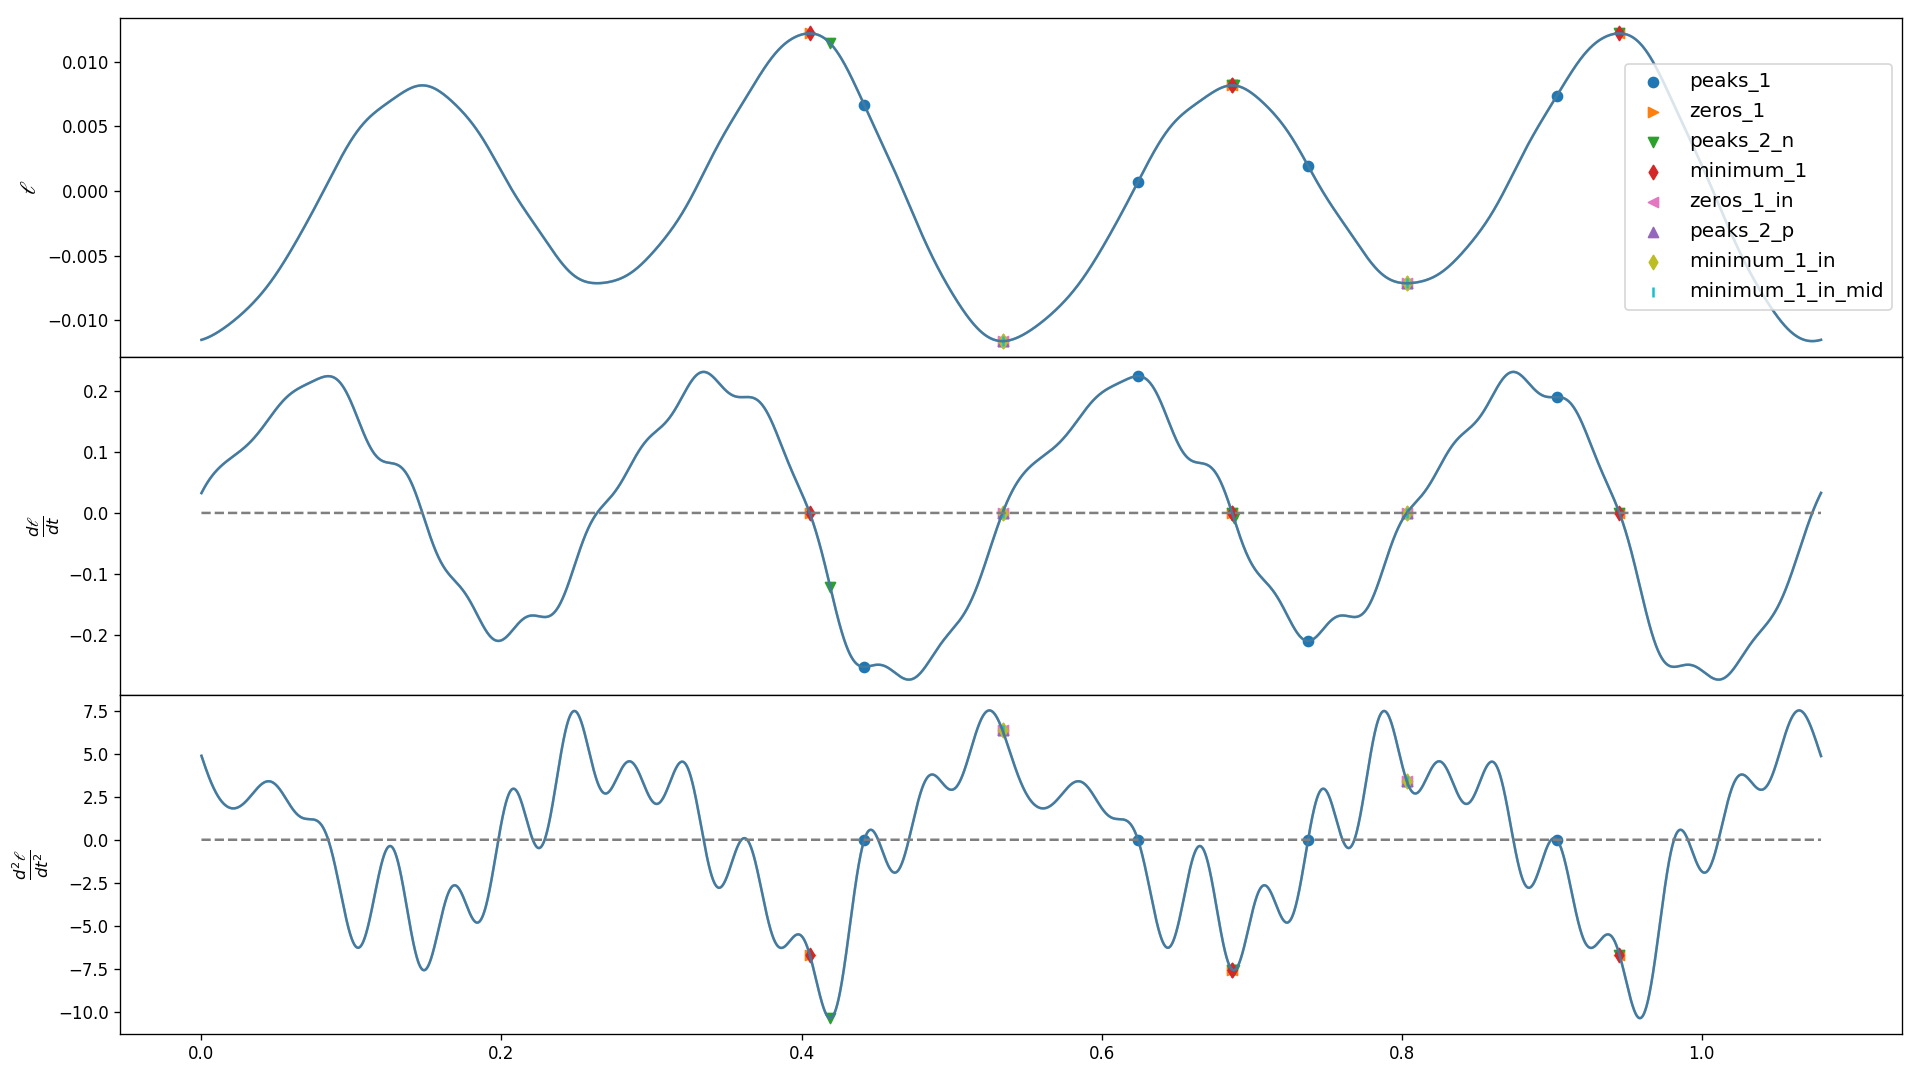 0.010
0.005
0.000
−0.005
−0.010
ℓ
peaks_1
zeros_1
peaks_2_n
minimum_1
zeros_1_in
peaks_2_p
minimum_1_in
minimum_1_in_mid
0.2
0.1
0.0
−0.1
−0.2
dℓ/dt
7.5
5.0
2.5
0.0
−2.5
−5.0
−7.5
−10.0
d²ℓ/dt²
0.0 0.2 0.4 0.6 0.8 1.0